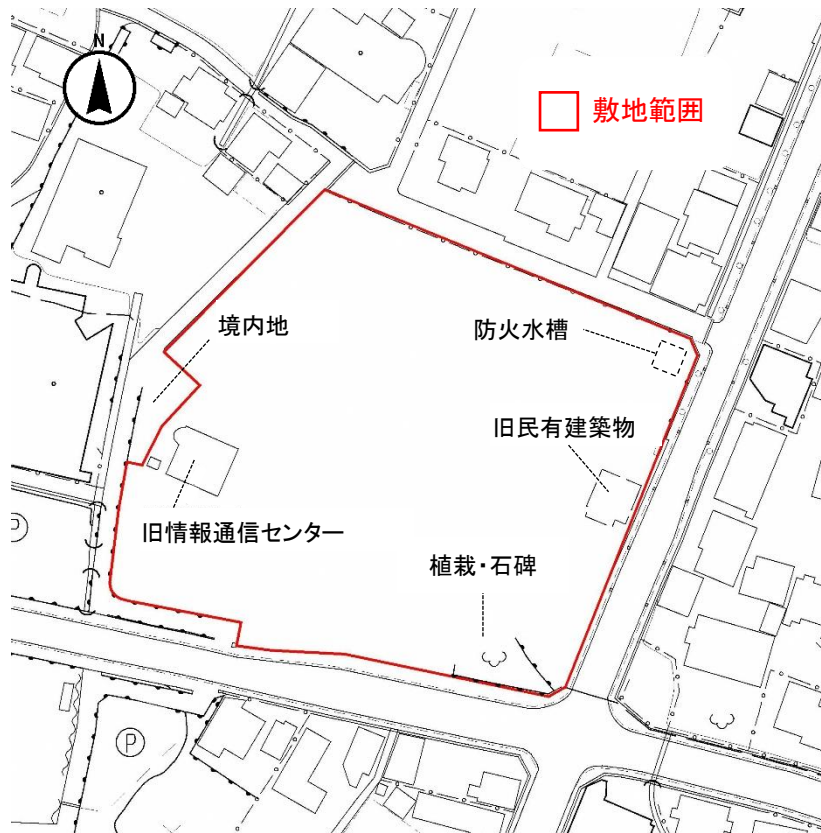 N
敷地範囲
境内地
防火水槽
旧民有建築物
旧情報通信センター
植栽・石碑
P
P